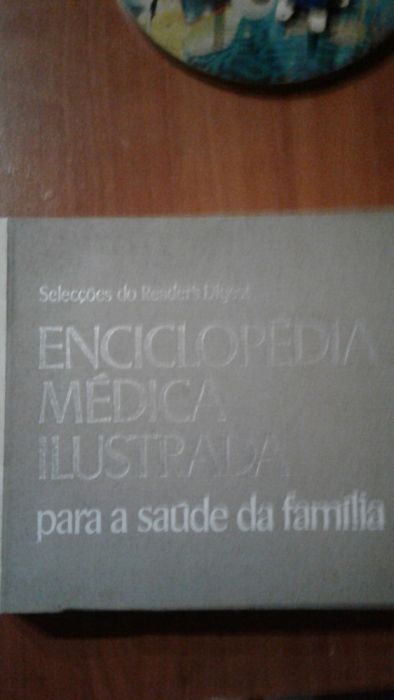 Selecções do Reader's Digest
ENCICLOPÉDIA
MÉDICA
ILUSTRADA
para a saúde da família